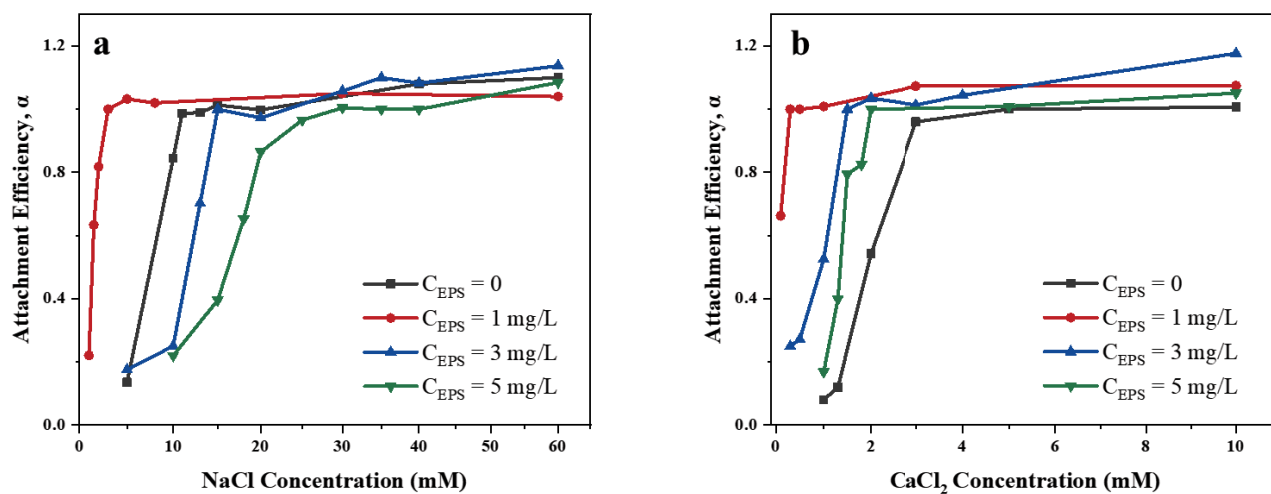 a
Attachment Efficiency, α
1.2
0.8
0.4
0.0
C_EPS = 0
C_EPS = 1 mg/L
C_EPS = 3 mg/L
C_EPS = 5 mg/L
0 10 20 30 40 50 60
NaCl Concentration (mM)
b
Attachment Efficiency, α
1.2
0.8
0.4
0.0
C_EPS = 0
C_EPS = 1 mg/L
C_EPS = 3 mg/L
C_EPS = 5 mg/L
0 2 4 6 8 10
CaCl₂ Concentration (mM)